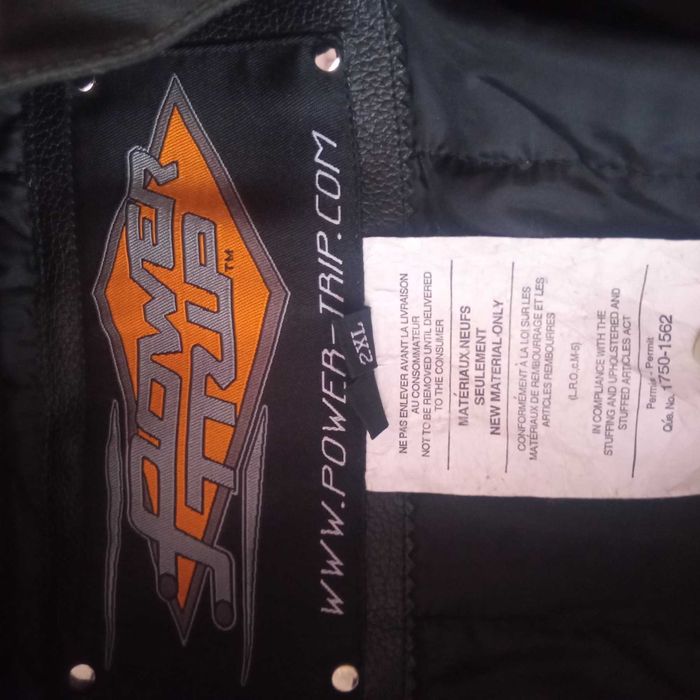 POWER
TRIP™
WWW.POWER-TRIP.COM
2XL
NE PAS ENLEVER AVANT LA LIVRAISON
AU CONSOMMATEUR
NOT TO BE REMOVED UNTIL DELIVERED
TO THE CONSUMER
MATÉRIAUX NEUFS
SEULEMENT
NEW MATERIAL ONLY
CONFORMÉMENT À LA LOI SUR LES
MATÉRIAUX DE REMBOURRAGE ET LES
ARTICLES REMBOURRES
(L.R.O.,c.M-5)
IN COMPLIANCE WITH THE
STUFFING AND UPHOLSTERED AND
STUFFED ARTICLES ACT
Permis - Permit
Qúe. No. 1750-1562